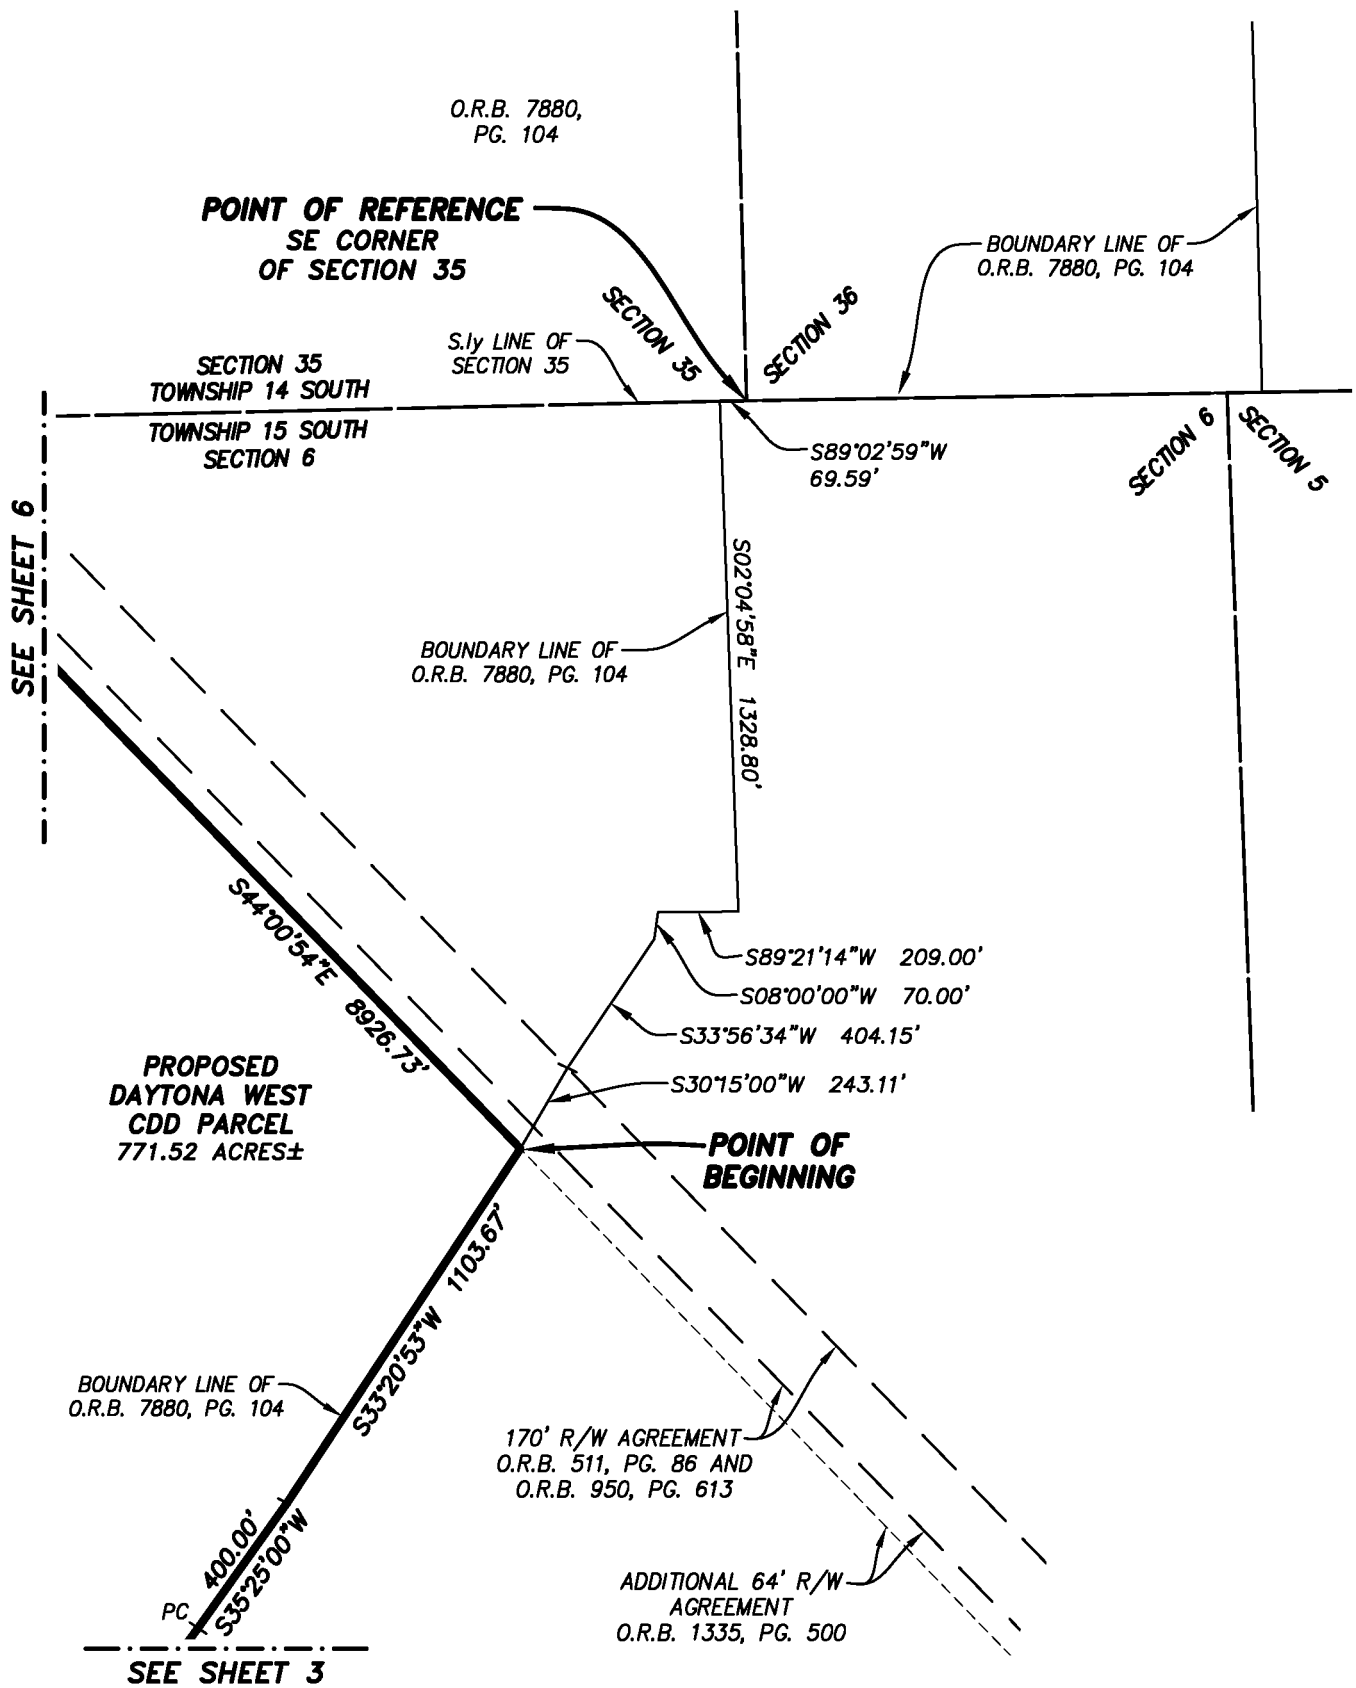 O.R.B. 7880,
PG. 104
POINT OF REFERENCE
SE CORNER
OF SECTION 35
BOUNDARY LINE OF
O.R.B. 7880, PG. 104
SECTION 35
SECTION 36
S.ly LINE OF
SECTION 35
SECTION 35
TOWNSHIP 14 SOUTH
TOWNSHIP 15 SOUTH
SECTION 6
S89°02'59"W
69.59'
SECTION 6
SECTION 5
SEE SHEET 6
S02°04'58"E 1328.80'
BOUNDARY LINE OF
O.R.B. 7880, PG. 104
S44°00'54"E 8926.73'
S89°21'14"W 209.00'
S08°00'00"W 70.00'
S33°56'34"W 404.15'
S30°15'00"W 243.11'
PROPOSED
DAYTONA WEST
CDD PARCEL
771.52 ACRES±
POINT OF
BEGINNING
S33°20'53"W 1103.67'
BOUNDARY LINE OF
O.R.B. 7880, PG. 104
170' R/W AGREEMENT
O.R.B. 511, PG. 86 AND
O.R.B. 950, PG. 613
400.00'
S35°25'00"W
PC
ADDITIONAL 64' R/W
AGREEMENT
O.R.B. 1335, PG. 500
SEE SHEET 3